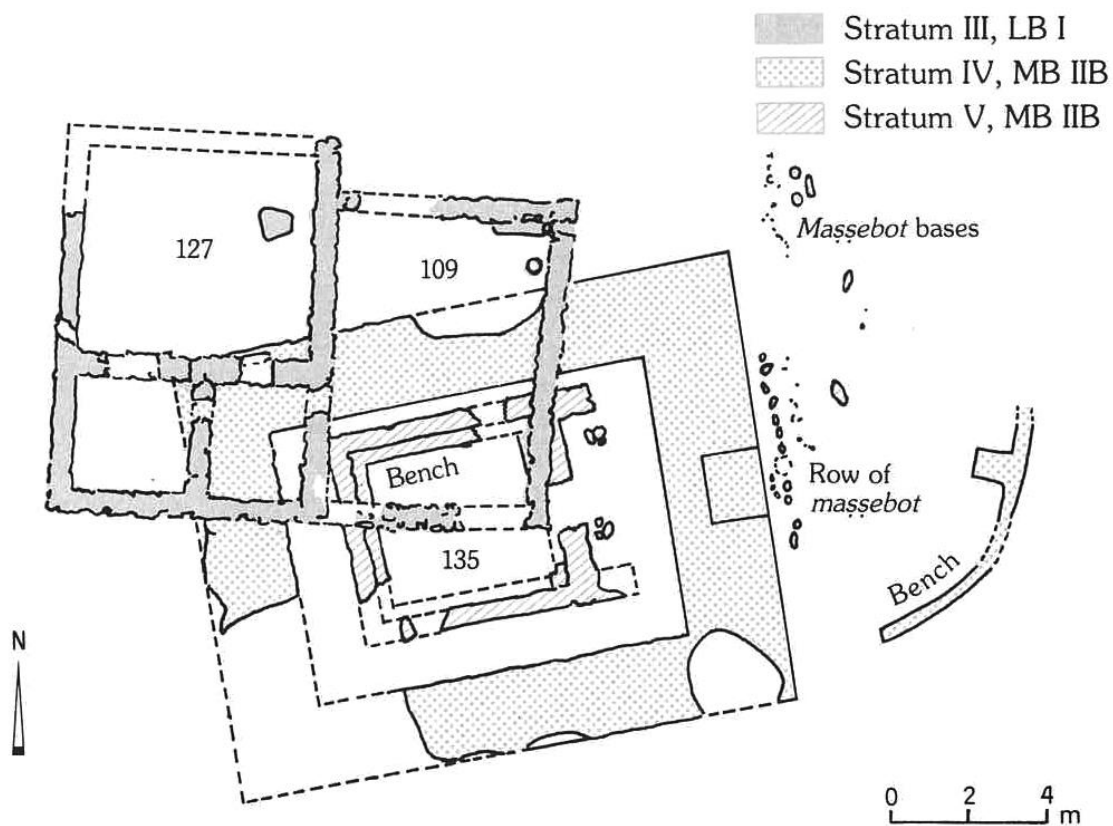 Stratum III, LB I
Stratum IV, MB IIB
Stratum V, MB IIB
Maṣṣebot bases
127
109
Bench
Row of
maṣṣebot
135
Bench
N
0 2 4
m